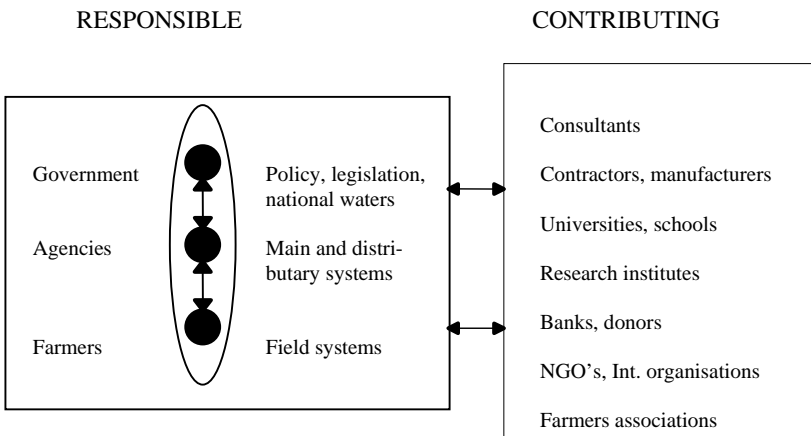 RESPONSIBLE
CONTRIBUTING
Government
Policy, legislation,
national waters
Agencies
Main and distri-
butary systems
Farmers
Field systems
Consultants
Contractors, manufacturers
Universities, schools
Research institutes
Banks, donors
NGO's, Int. organisations
Farmers associations